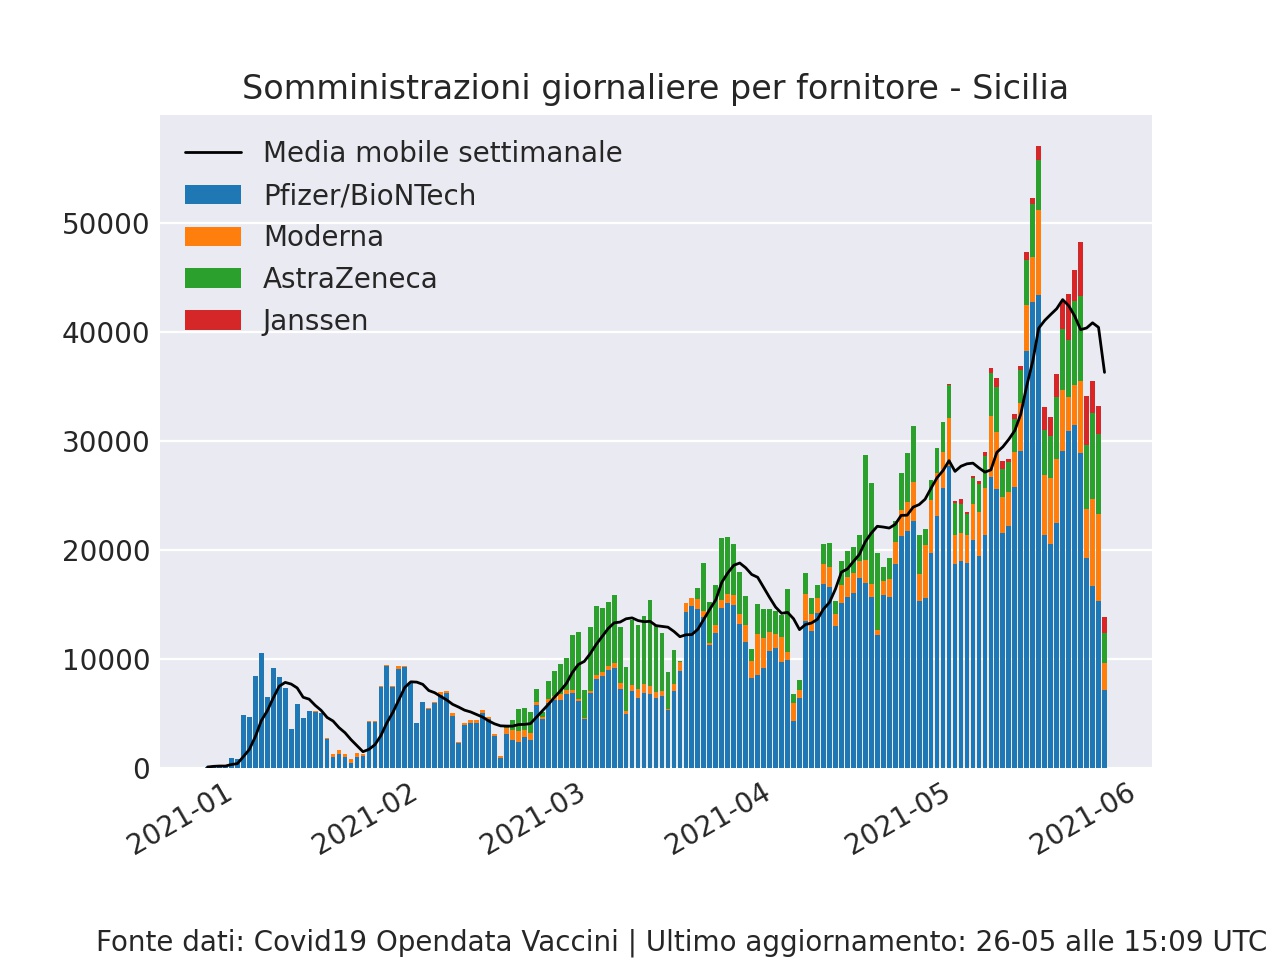 Somministrazioni giornaliere per fornitore - Sicilia
Media mobile settimanale
Pfizer/BioNTech
Moderna
AstraZeneca
Janssen
50000
40000
30000
20000
10000
0
2021-01
2021-02
2021-03
2021-04
2021-05
2021-06
Fonte dati: Covid19 Opendata Vaccini | Ultimo aggiornamento: 26-05 alle 15:09 UTC